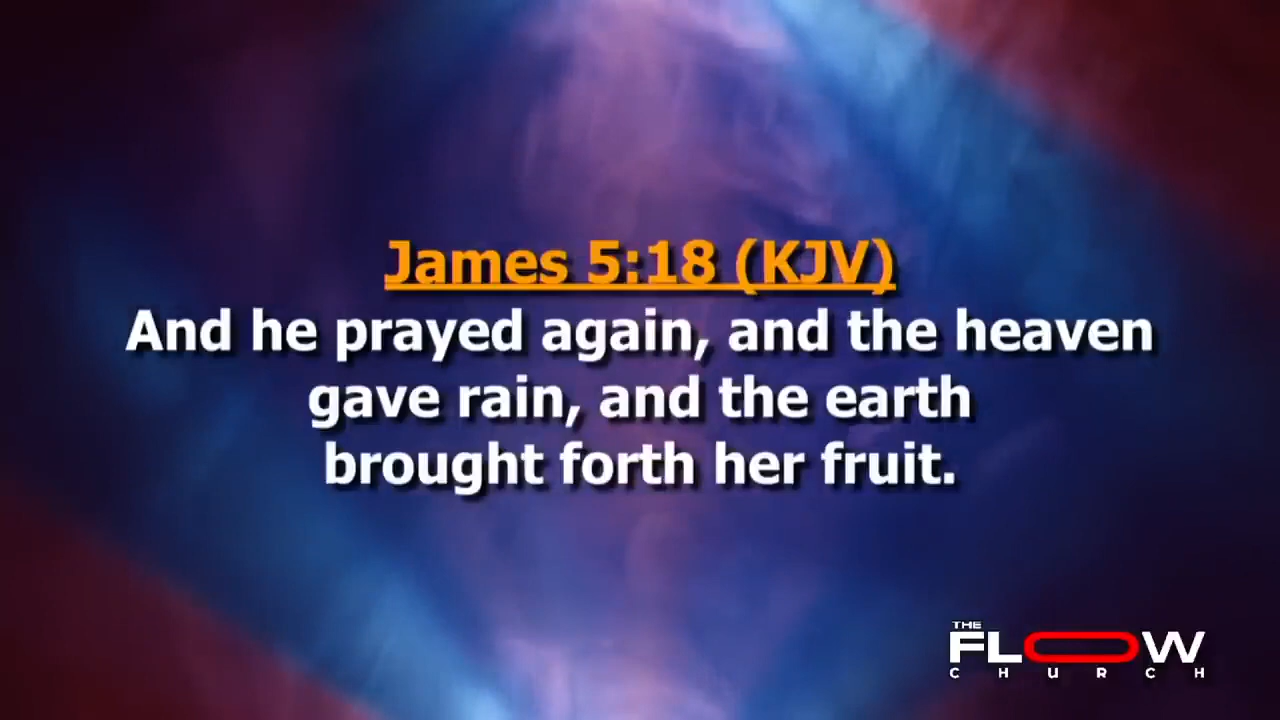 James 5:18 (KJV)
And he prayed again, and the heaven
gave rain, and the earth
brought forth her fruit.
THE
FLOW
CHURCH